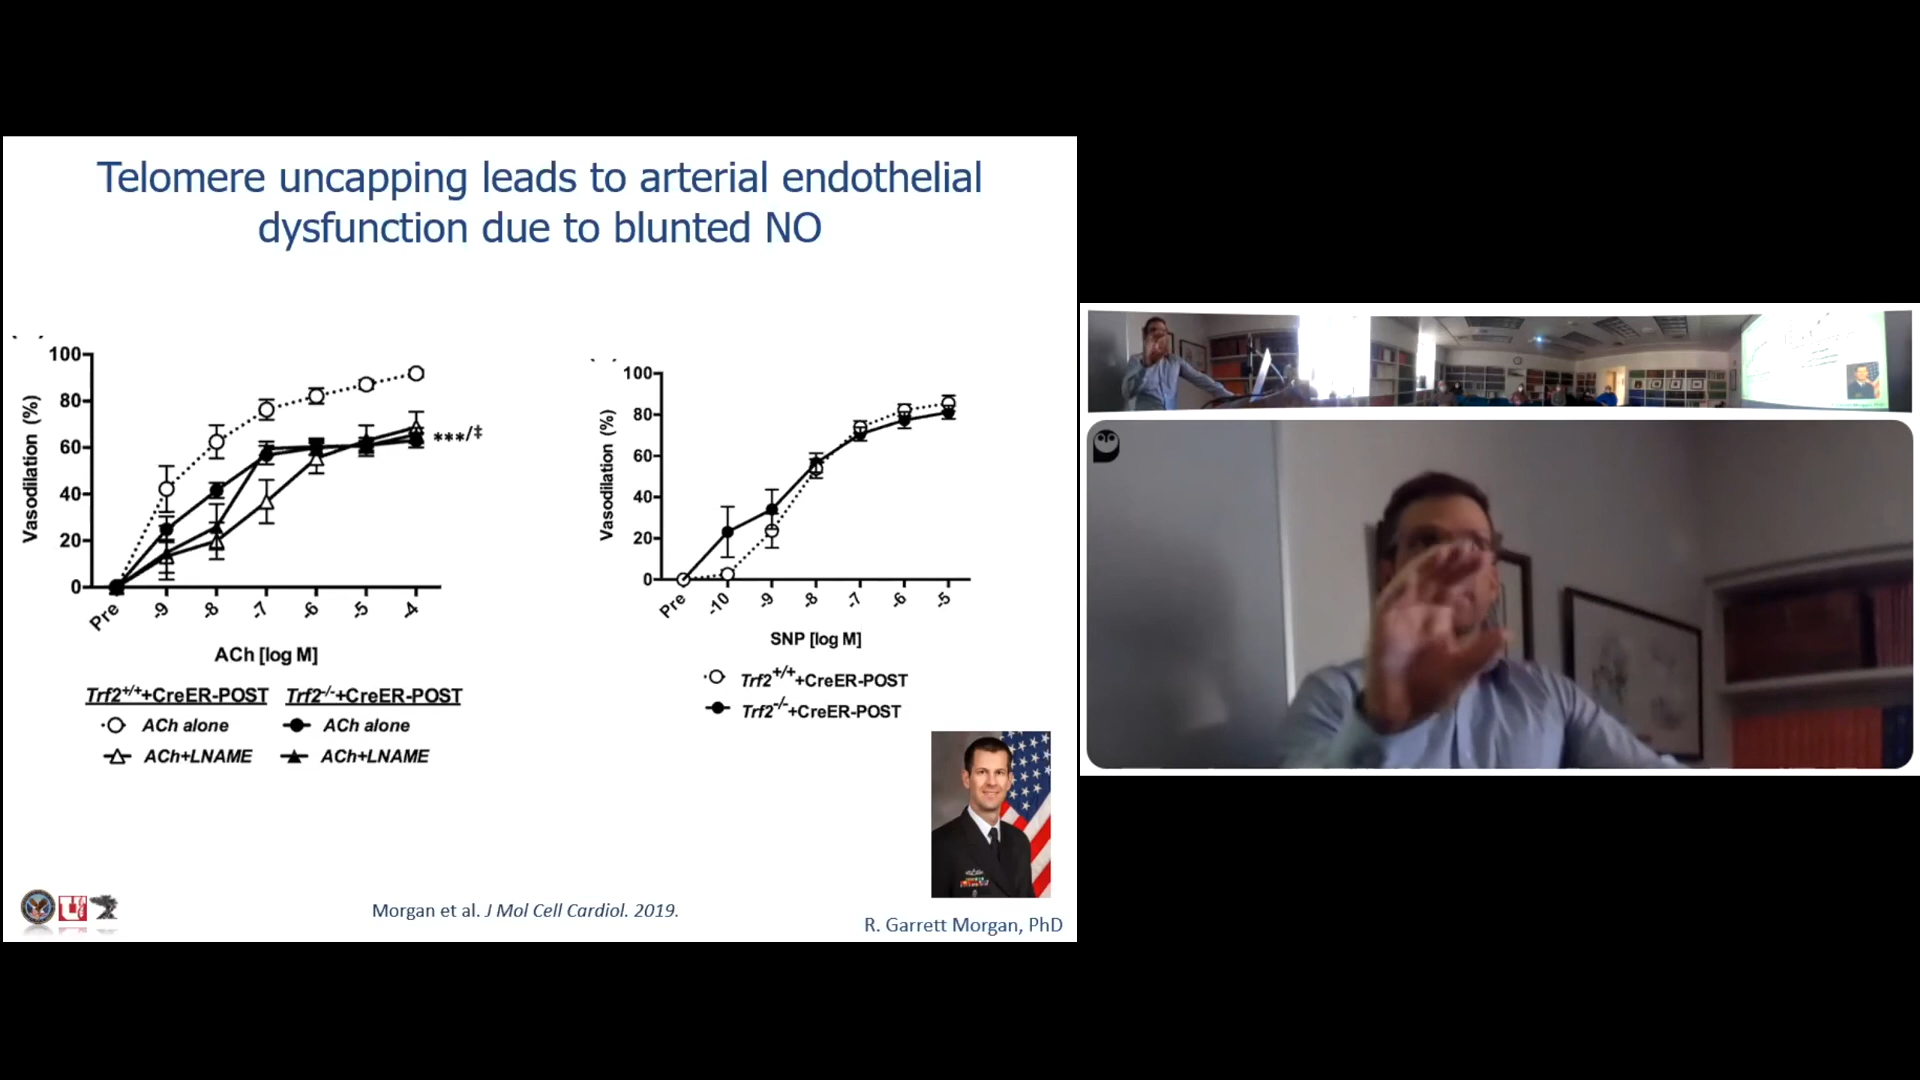 Telomere uncapping leads to arterial endothelial
dysfunction due to blunted NO
Vasodilation (%)
100
80
60
40
20
0
Pre
-9
-8
-7
-6
-5
-4
***/‡
ACh [log M]
Trf2+/++CreER-POST Trf2-/-+CreER-POST
ACh alone ACh alone
ACh+LNAME ACh+LNAME
Vasodilation (%)
100
80
60
40
20
0
Pre
-10
-9
-8
-7
-6
-5
SNP [log M]
Trf2+/++CreER-POST
Trf2-/-+CreER-POST
U
Morgan et al. J Mol Cell Cardiol. 2019.
R. Garrett Morgan, PhD